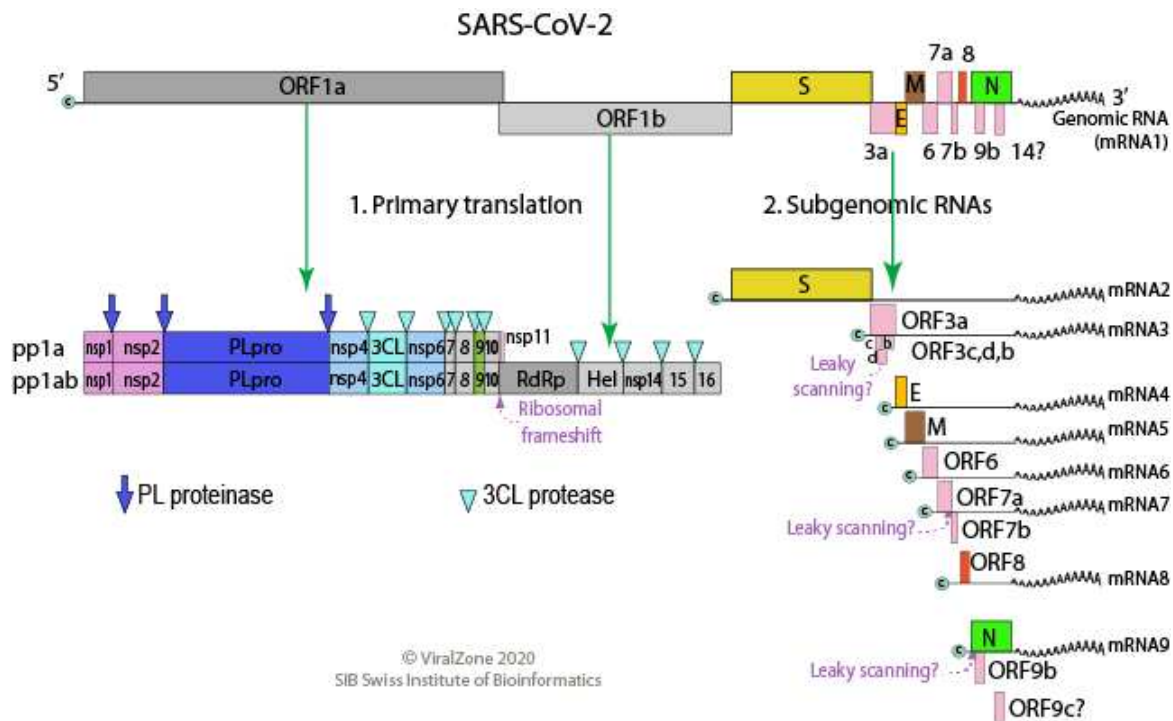 SARS-CoV-2
7a 8
5' ORF1a S M N 3'
c ORF1b E Genomic RNA
(mRNA1)
3a 6 7b 9b 14?
1. Primary translation 2. Subgenomic RNAs
S
c mRNA2
ORF3a
c mRNA3
c b ORF3c,d,b
d
Leaky
scanning?
nsp11
pp1a nsp1 nsp2 PLpro nsp4 3CL nsp6 7 8 9 10
pp1ab nsp1 nsp2 PLpro nsp4 3CL nsp6 7 8 9 10 RdRp Hel nsp14 15 16
Ribosomal
frameshift
E
c mRNA4
M
c mRNA5
ORF6
c mRNA6
ORF7a
c mRNA7
Leaky scanning? ORF7b
PL proteinase 3CL protease
ORF8
c mRNA8
N
c mRNA9
Leaky scanning? ORF9b
ORF9c?
© ViralZone 2020
SIB Swiss Institute of Bioinformatics